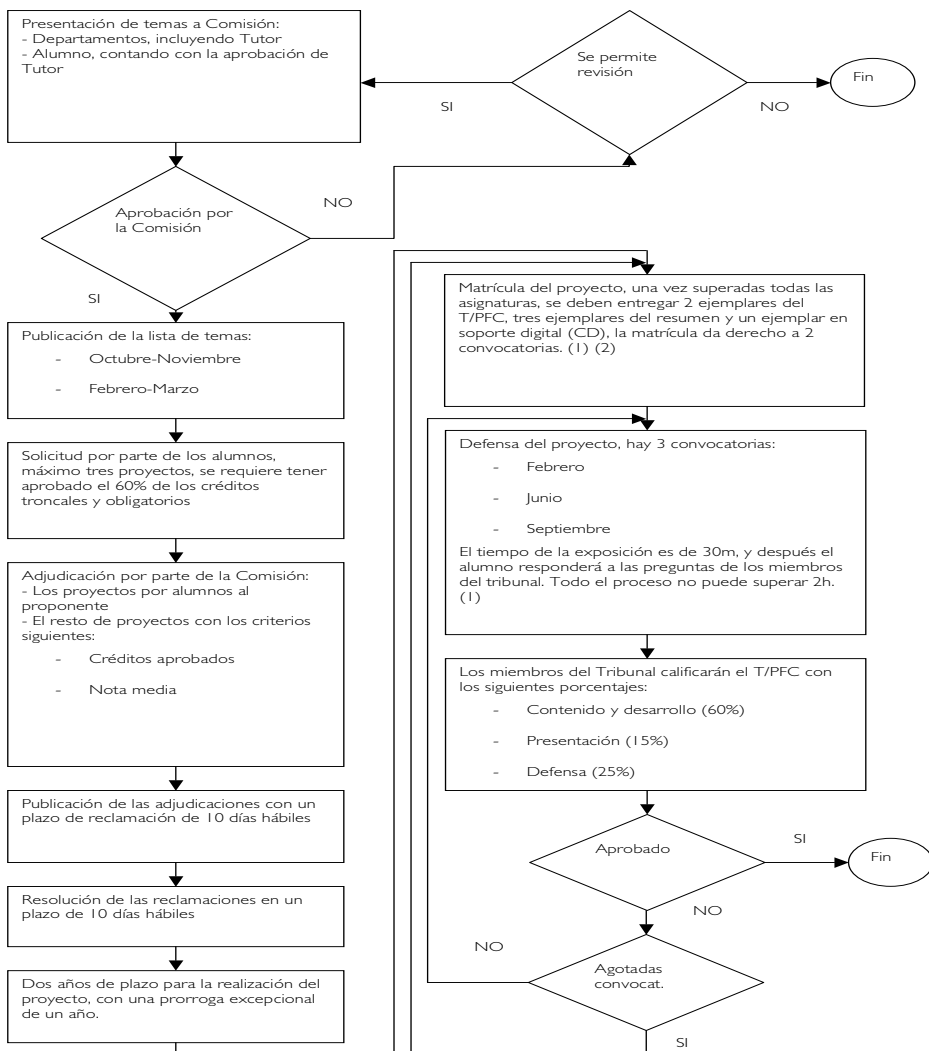 Presentación de temas a Comisión:
- Departamentos, incluyendo Tutor
- Alumno, contando con la aprobación de
Tutor
Se permite
revisión
Fin
SI
NO
Aprobación por
la Comisión
NO
SI
Publicación de la lista de temas:
- Octubre-Noviembre
- Febrero-Marzo
Solicitud por parte de los alumnos,
máximo tres proyectos, se requiere tener
aprobado el 60% de los créditos
troncales y obligatorios
Adjudicación por parte de la Comisión:
- Los proyectos por alumnos al
proponente
- El resto de proyectos con los criterios
siguientes:
- Créditos aprobados
- Nota media
Publicación de las adjudicaciones con un
plazo de reclamación de 10 días hábiles
Resolución de las reclamaciones en un
plazo de 10 días hábiles
Dos años de plazo para la realización del
proyecto, con una prorroga excepcional
de un año.
Matrícula del proyecto, una vez superadas todas las
asignaturas, se deben entregar 2 ejemplares del
T/PFC, tres ejemplares del resumen y un ejemplar en
soporte digital (CD), la matrícula da derecho a 2
convocatorias. (1) (2)
Defensa del proyecto, hay 3 convocatorias:
- Febrero
- Junio
- Septiembre
El tiempo de la exposición es de 30m, y después el
alumno responderá a las preguntas de los miembros
del tribunal. Todo el proceso no puede superar 2h.
(1)
Los miembros del Tribunal calificarán el T/PFC con
los siguientes porcentajes:
- Contenido y desarrollo (60%)
- Presentación (15%)
- Defensa (25%)
Aprobado
SI
Fin
NO
NO
Agotadas
convocat.
SI